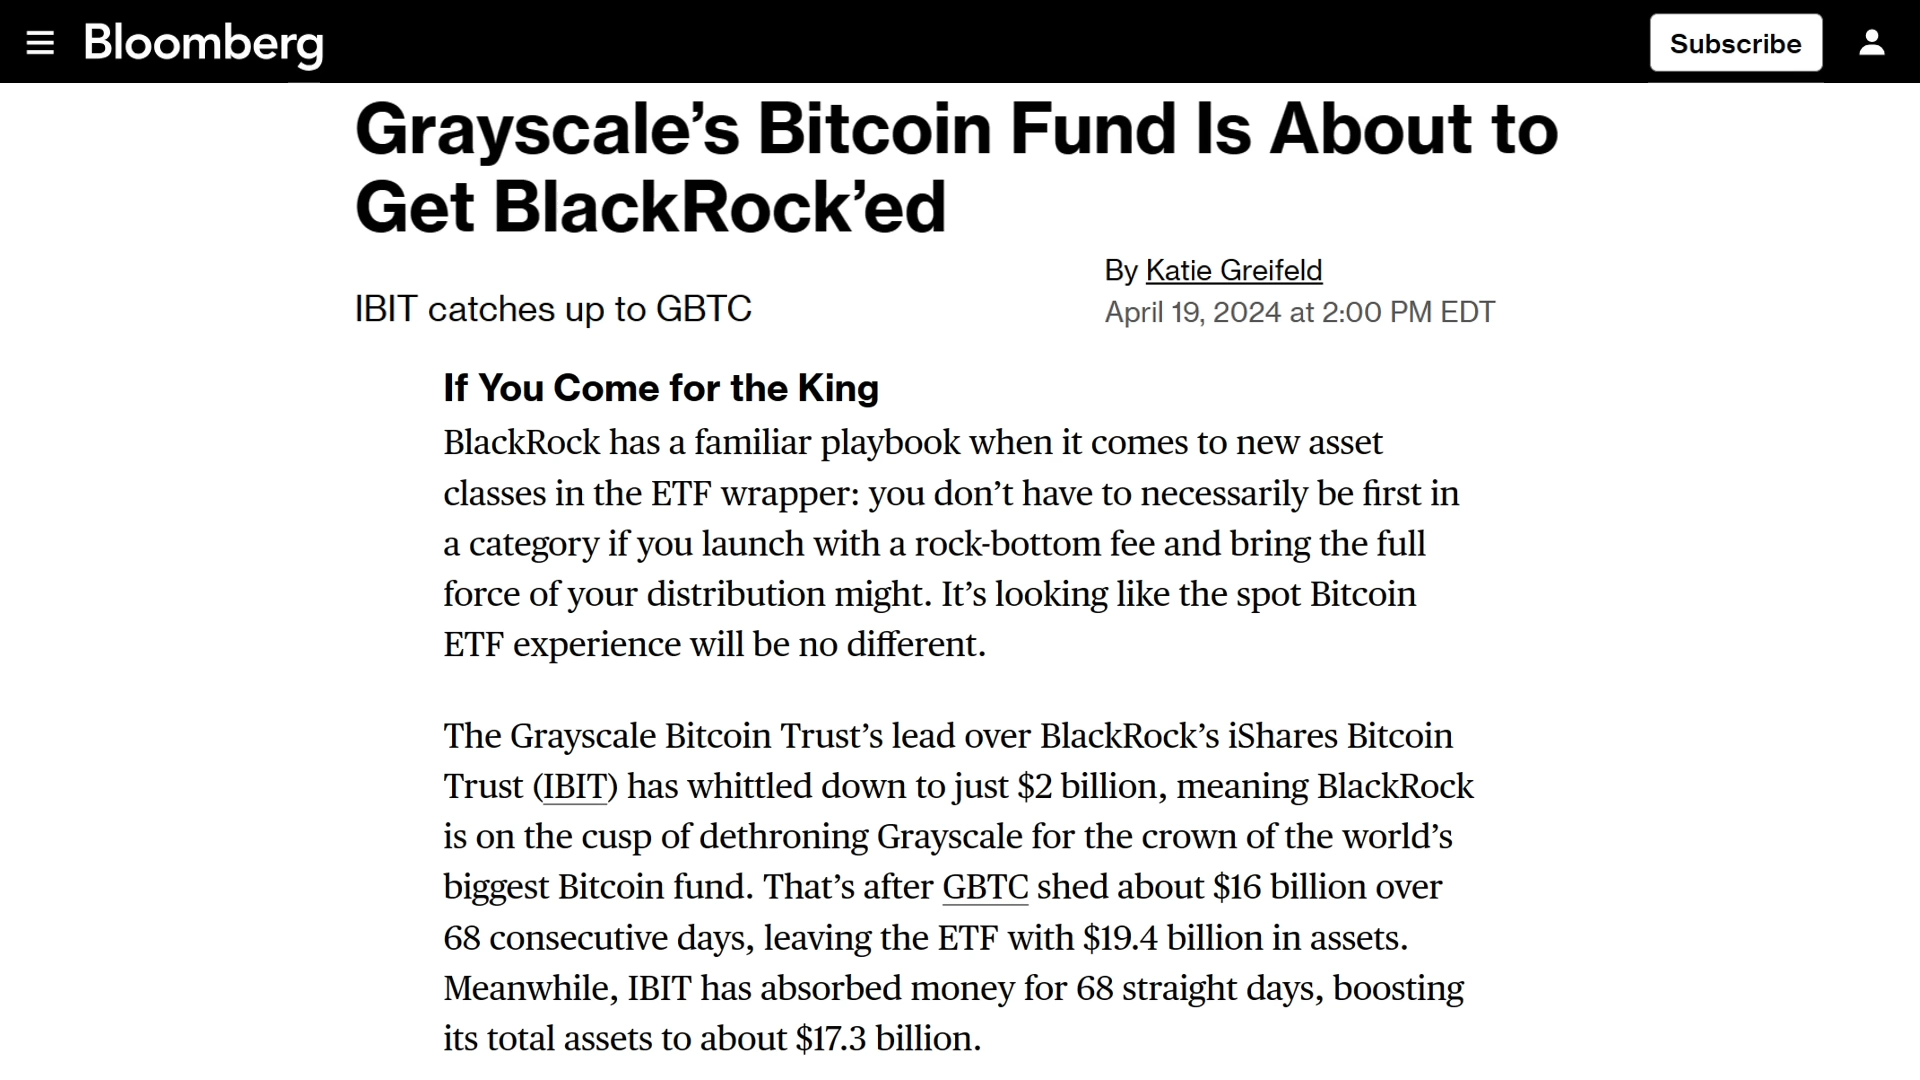 Bloomberg
Subscribe
Grayscale’s Bitcoin Fund Is About to
Get BlackRock’ed
IBIT catches up to GBTC
By Katie Greifeld
April 19, 2024 at 2:00 PM EDT
If You Come for the King
BlackRock has a familiar playbook when it comes to new asset
classes in the ETF wrapper: you don’t have to necessarily be first in
a category if you launch with a rock-bottom fee and bring the full
force of your distribution might. It’s looking like the spot Bitcoin
ETF experience will be no different.
The Grayscale Bitcoin Trust’s lead over BlackRock’s iShares Bitcoin
Trust (IBIT) has whittled down to just $2 billion, meaning BlackRock
is on the cusp of dethroning Grayscale for the crown of the world’s
biggest Bitcoin fund. That’s after GBTC shed about $16 billion over
68 consecutive days, leaving the ETF with $19.4 billion in assets.
Meanwhile, IBIT has absorbed money for 68 straight days, boosting
its total assets to about $17.3 billion.